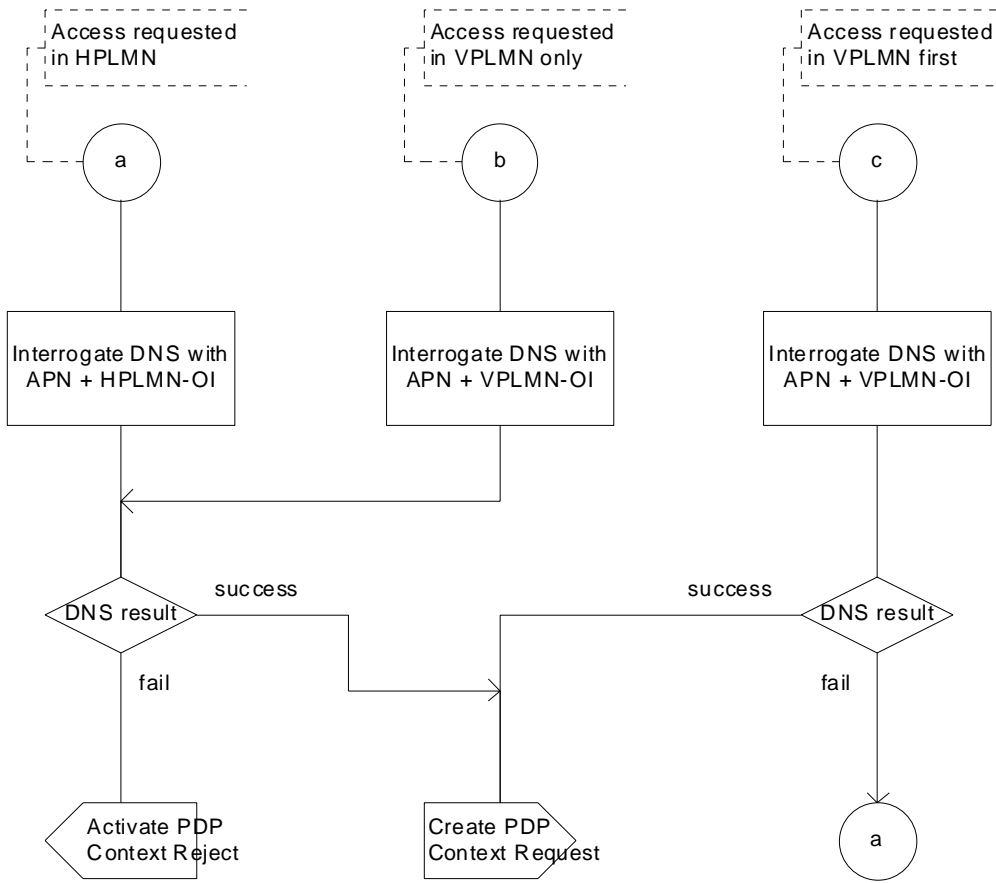 Access requested
in HPLMN
Access requested
in VPLMN only
Access requested
in VPLMN first
a
b
c
Interrogate DNS with
APN + HPLMN-OI
Interrogate DNS with
APN + VPLMN-OI
Interrogate DNS with
APN + VPLMN-OI
DNS result
success
success
DNS result
fail
fail
Activate PDP
Context Reject
Create PDP
Context Request
a